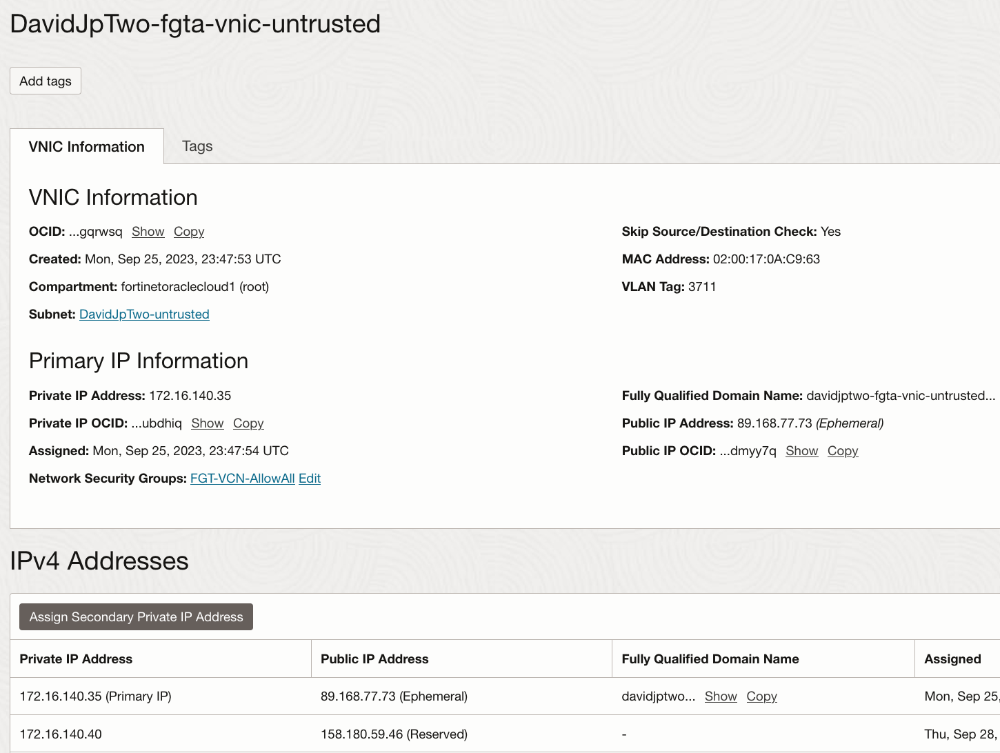 DavidJpTwo-fgta-vnic-untrusted
Add tags
VNIC Information Tags
VNIC Information
OCID: ...gqrwsq Show Copy
Created: Mon, Sep 25, 2023, 23:47:53 UTC
Compartment: fortinetoraclecloud1 (root)
Subnet: DavidJpTwo-untrusted
Skip Source/Destination Check: Yes
MAC Address: 02:00:17:0A:C9:63
VLAN Tag: 3711
Primary IP Information
Private IP Address: 172.16.140.35
Private IP OCID: ...ubdhiq Show Copy
Assigned: Mon, Sep 25, 2023, 23:47:54 UTC
Network Security Groups: FGT-VCN-AllowAll Edit
Fully Qualified Domain Name: davidjptwo-fgta-vnic-untrusted...
Public IP Address: 89.168.77.73 (Ephemeral)
Public IP OCID: ...dmyy7q Show Copy
IPv4 Addresses
Assign Secondary Private IP Address
Private IP Address Public IP Address Fully Qualified Domain Name Assigned
172.16.140.35 (Primary IP) 89.168.77.73 (Ephemeral) davidjptwo... Show Copy Mon, Sep 25,
172.16.140.40 158.180.59.46 (Reserved) - Thu, Sep 28,